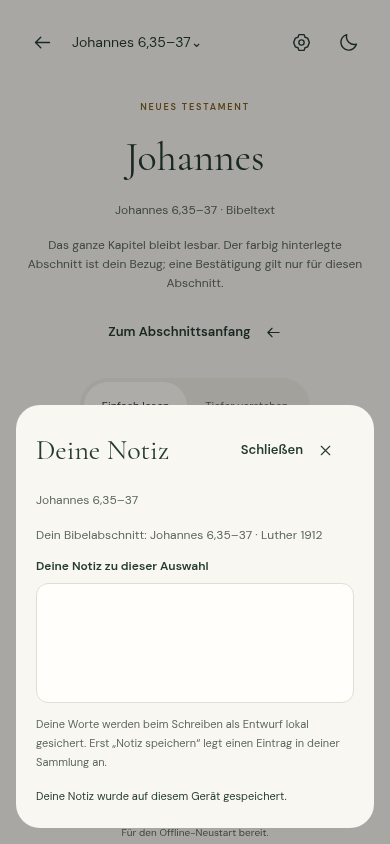 Johannes 6,35–37
NEUES TESTAMENT
Johannes
Johannes 6,35–37 · Bibeltext
Das ganze Kapitel bleibt lesbar. Der farbig hinterlegte
Abschnitt ist dein Bezug; eine Bestätigung gilt nur für diesen
Abschnitt.
Zum Abschnittsanfang
Einfach lesen Tiefer verstehen
Deine Notiz
Schließen
Johannes 6,35–37
Dein Bibelabschnitt: Johannes 6,35–37 · Luther 1912
Deine Notiz zu dieser Auswahl
Deine Worte werden beim Schreiben als Entwurf lokal
gesichert. Erst „Notiz speichern“ legt einen Eintrag in deiner
Sammlung an.
Deine Notiz wurde auf diesem Gerät gespeichert.
Für den Offline-Neustart bereit.